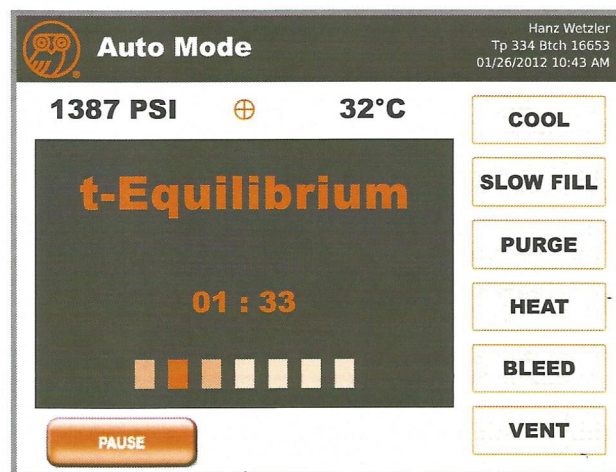 Auto Mode
Hanz Wetzler
Tp 334 Btch 16653
01/26/2012 10:43 AM
1387 PSI
32°C
t-Equilibrium
01 : 33
PAUSE
COOL
SLOW FILL
PURGE
HEAT
BLEED
VENT